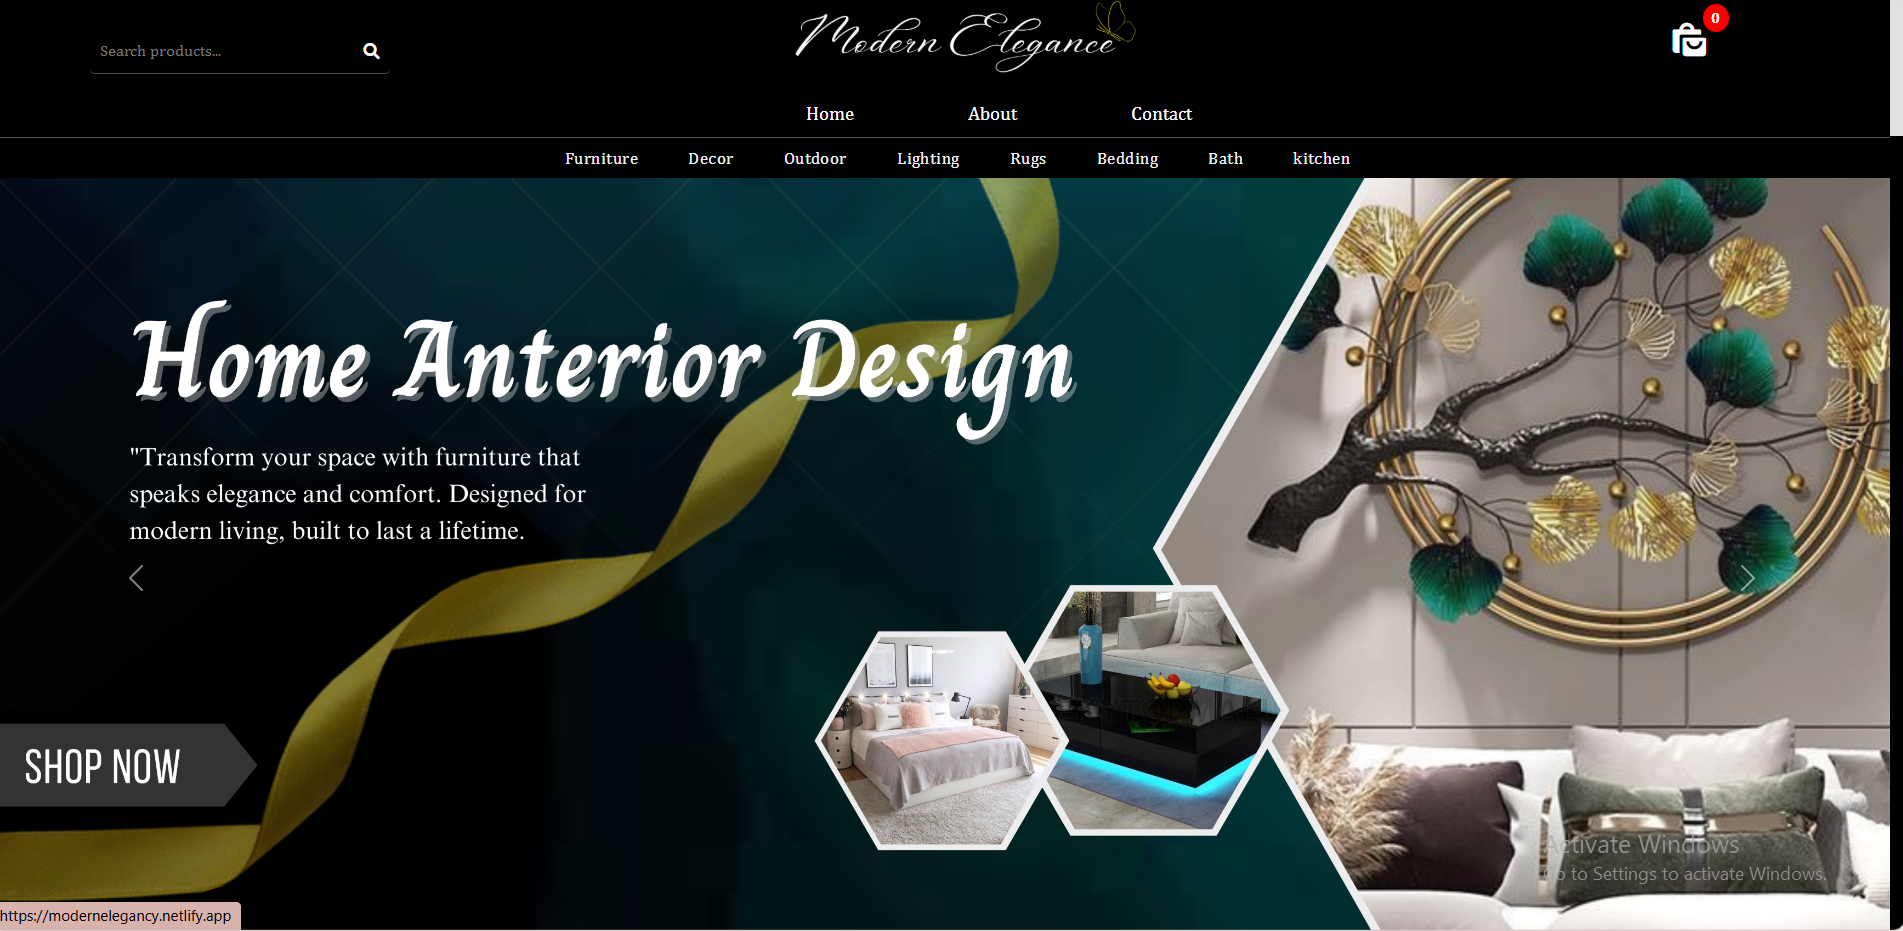 Search products...
Modern Elegance
0
Home About Contact
Furniture Decor Outdoor Lighting Rugs Bedding Bath kitchen
Home Anterior Design
"Transform your space with furniture that
speaks elegance and comfort. Designed for
modern living, built to last a lifetime.
SHOP NOW
Activate Windows
to Settings to activate Windows.
https://modernelegancy.netlify.app